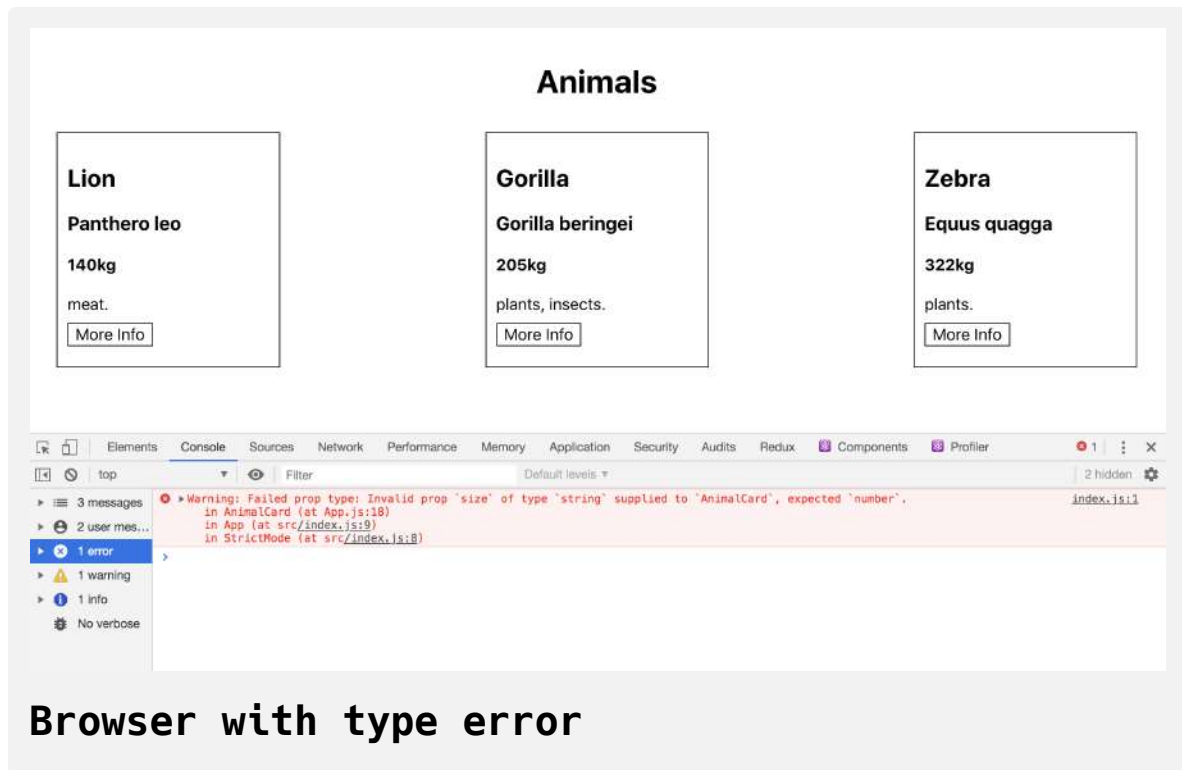 Animals
Lion
Panthero leo
140kg
meat.
More Info
Gorilla
Gorilla beringei
205kg
plants, insects.
More Info
Zebra
Equus quagga
322kg
plants.
More Info
Elements Console Sources Network Performance Memory Application Security Audits Redux Components Profiler 1
top Filter Default levels 2 hidden
3 messages
2 user mes...
1 error
1 warning
1 info
No verbose
Warning: Failed prop type: Invalid prop `size` of type `string` supplied to `AnimalCard`, expected `number`. index.js:1
in AnimalCard (at App.js:18)
in App (at src/index.js:9)
in StrictMode (at src/index.js:8)
Browser with type error